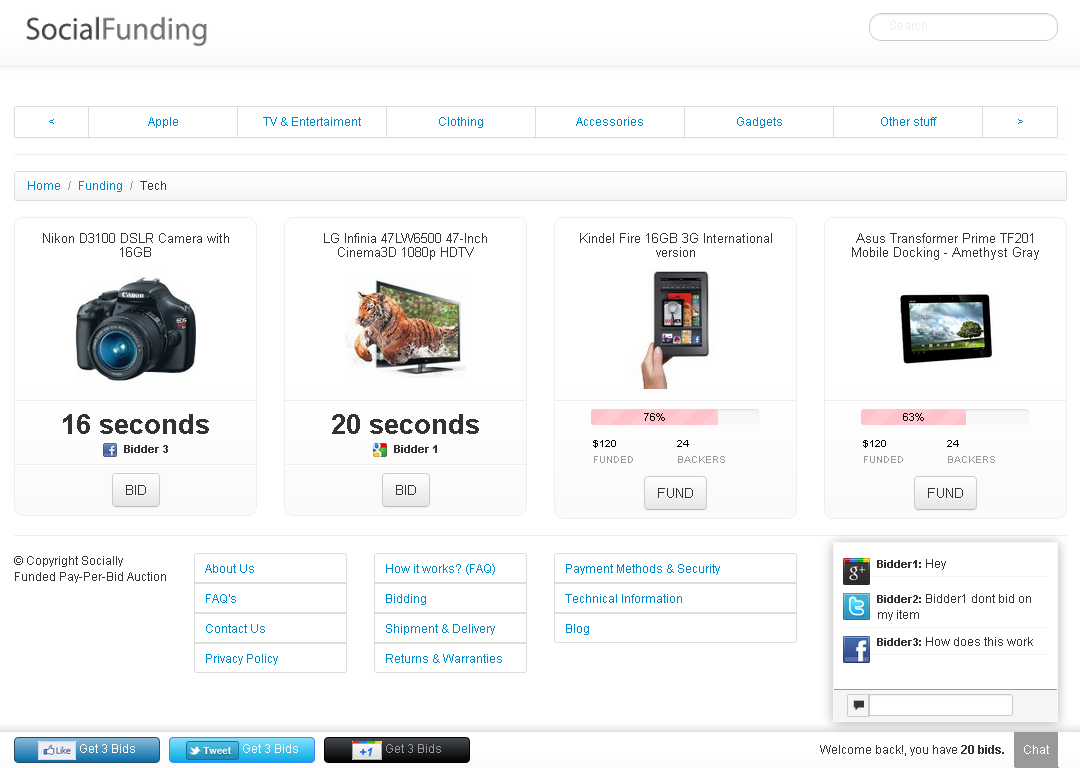 SocialFunding
Search
<
Apple
TV & Entertaiment
Clothing
Accessories
Gadgets
Other stuff
>
Home / Funding / Tech
Nikon D3100 DSLR Camera with
16GB
Canon
EOS
16 seconds
Bidder 3
BID
LG Infinia 47LW6500 47-Inch
Cinema3D 1080p HDTV
20 seconds
Bidder 1
BID
Kindel Fire 16GB 3G International
version
76%
$120
24
FUNDED
BACKERS
FUND
Asus Transformer Prime TF201
Mobile Docking - Amethyst Gray
63%
$120
24
FUNDED
BACKERS
FUND
© Copyright Socially
Funded Pay-Per-Bid Auction
About Us
FAQ's
Contact Us
Privacy Policy
How it works? (FAQ)
Bidding
Shipment & Delivery
Returns & Warranties
Payment Methods & Security
Technical Information
Blog
g+
Bidder1: Hey
Bidder2: Bidder1 dont bid on
my item
Bidder3: How does this work
Like
Get 3 Bids
Tweet
Get 3 Bids
+1
Get 3 Bids
Welcome back!, you have 20 bids.
Chat